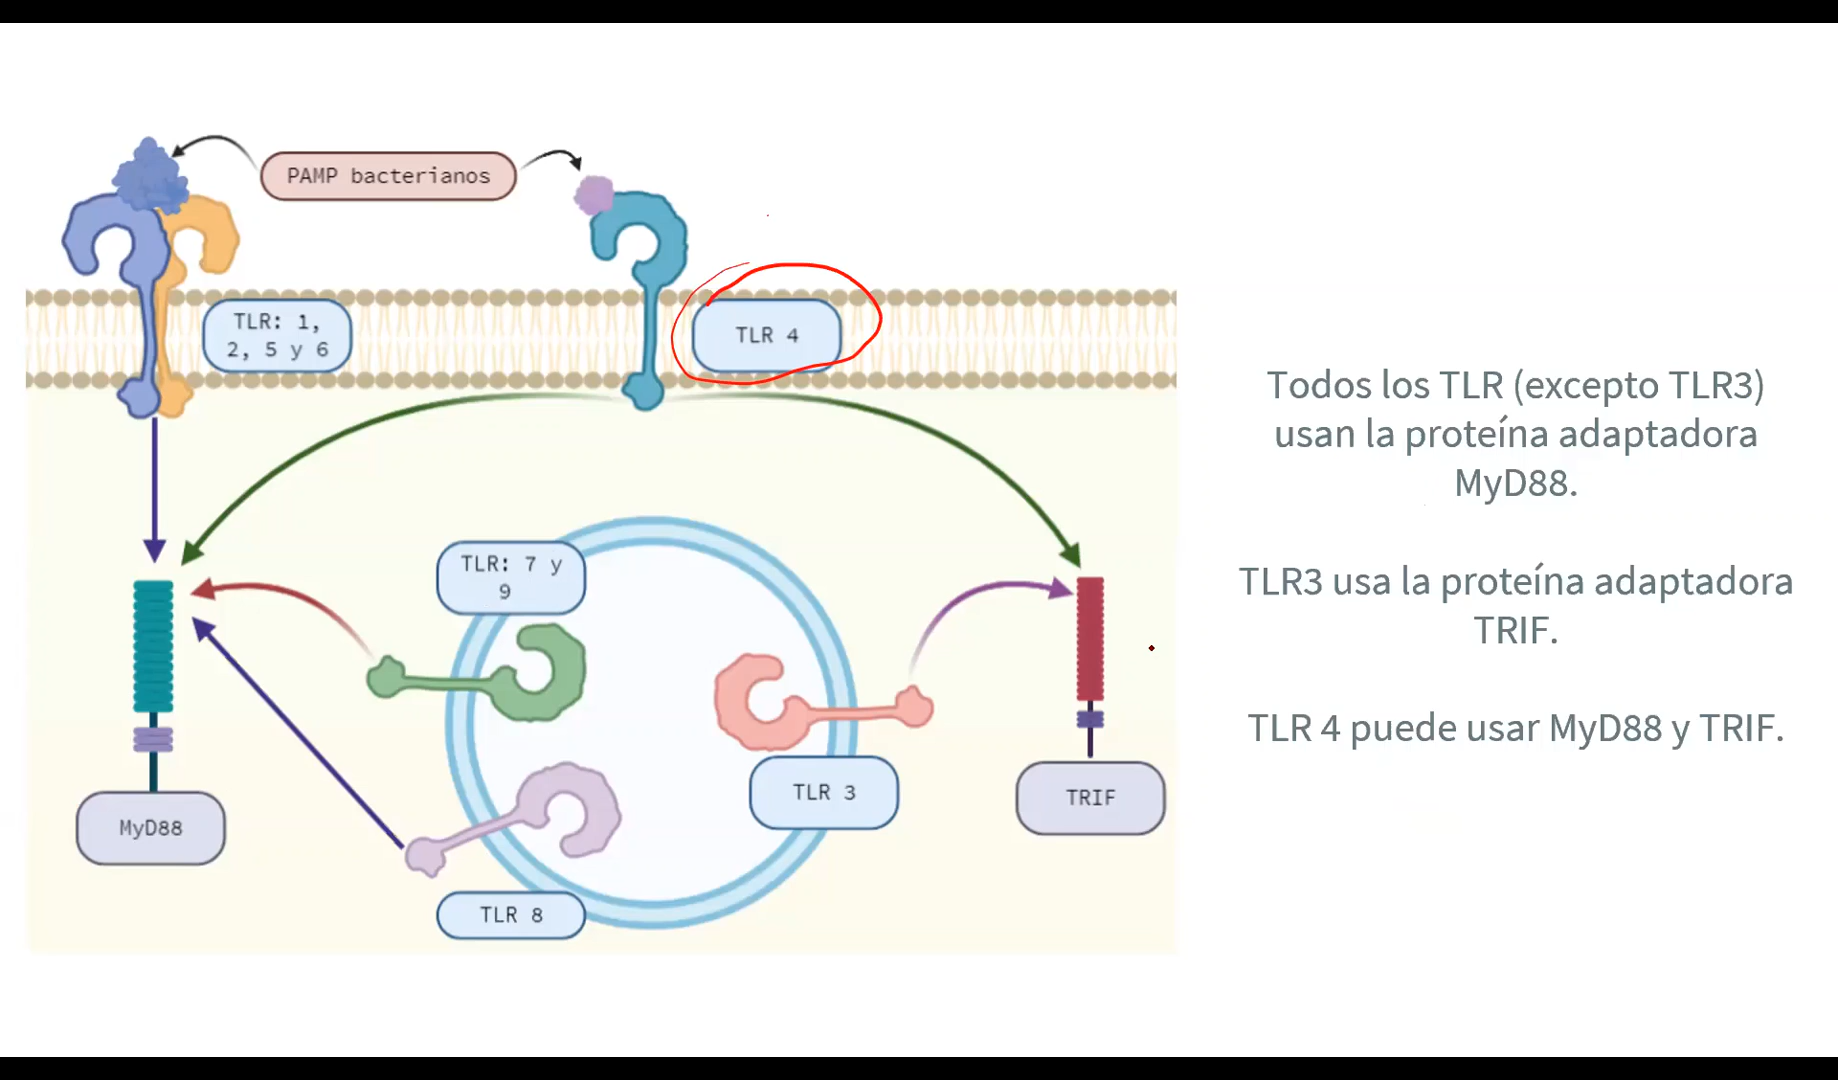 PAMP bacterianos
TLR: 1,
2, 5 y 6
TLR 4
TLR: 7 y
9
TLR 3
TLR 8
MyD88
TRIF
Todos los TLR (excepto TLR3)
usan la proteína adaptadora
MyD88.
TLR3 usa la proteína adaptadora
TRIF.
TLR 4 puede usar MyD88 y TRIF.